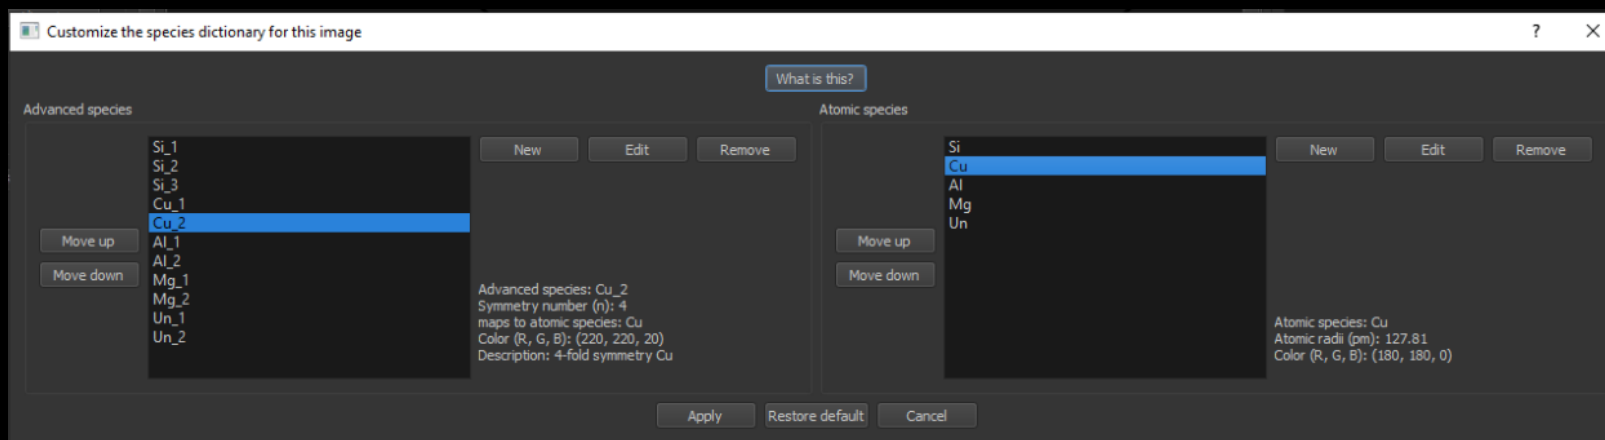 Customize the species dictionary for this image
?
What is this?
Advanced species
Si_1
Si_2
Si_3
Cu_1
Cu_2
Al_1
Al_2
Mg_1
Mg_2
Un_1
Un_2
Move up
Move down
New
Edit
Remove
Advanced species: Cu_2
Symmetry number (n): 4
maps to atomic species: Cu
Color (R, G, B): (220, 220, 20)
Description: 4-fold symmetry Cu
Atomic species
Si
Cu
Al
Mg
Un
Move up
Move down
New
Edit
Remove
Atomic species: Cu
Atomic radii (pm): 127.81
Color (R, G, B): (180, 180, 0)
Apply
Restore default
Cancel